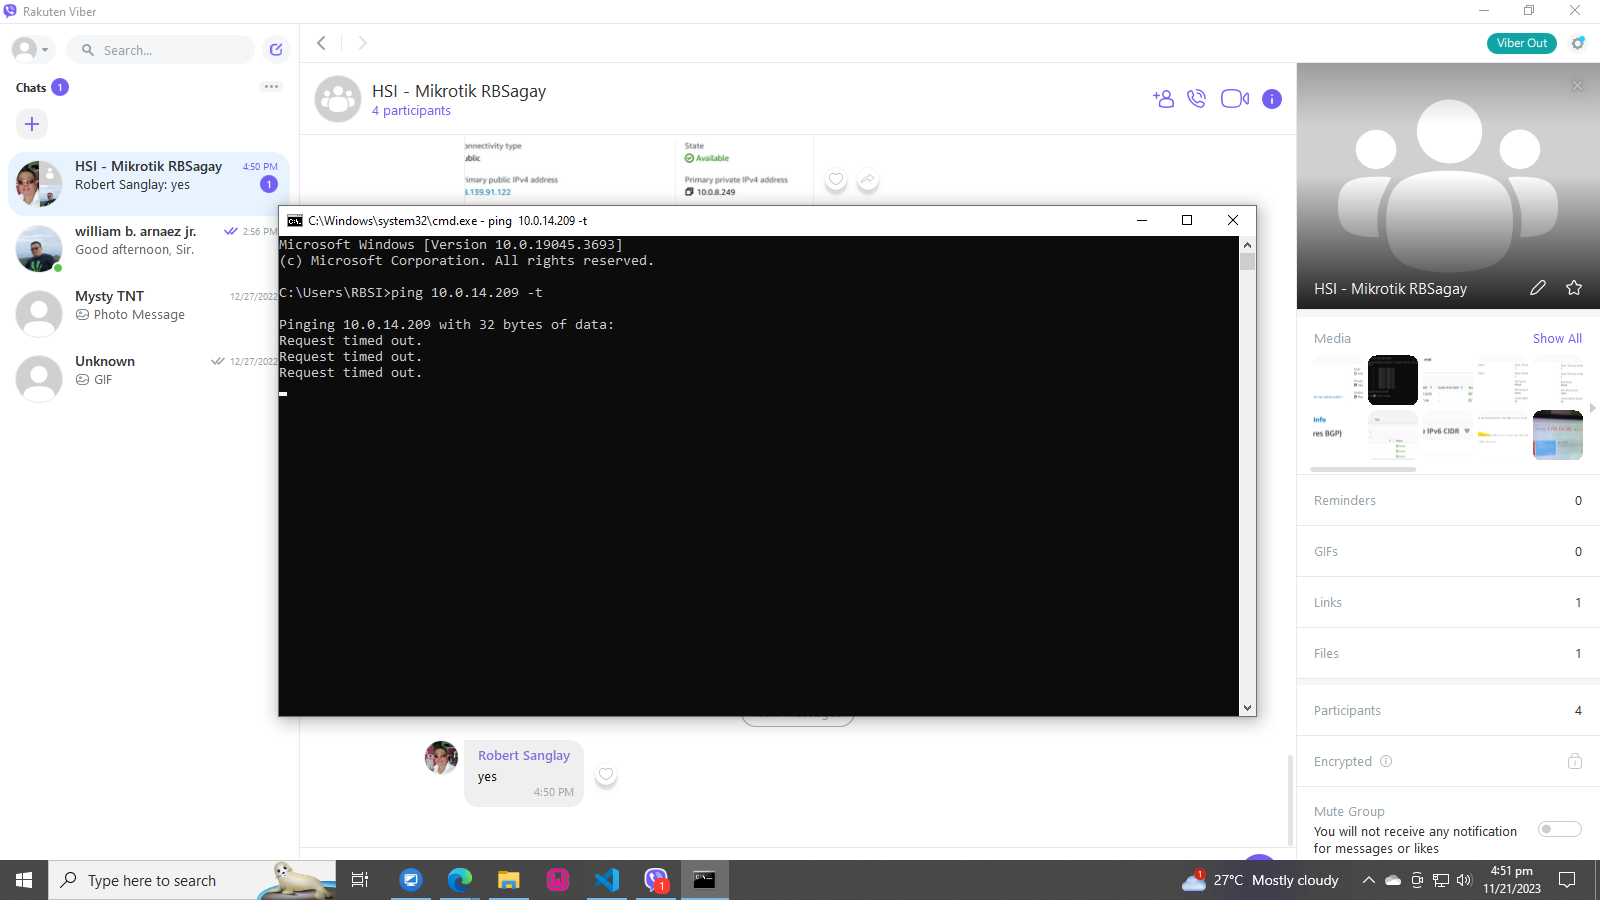 Rakuten Viber
Search...
Viber Out
Chats 1
HSI - Mikrotik RBSagay 4:50 PM
Robert Sanglay: yes 1
william b. arnaez jr. 2:56 PM
Good afternoon, Sir.
Mysty TNT 12/27/2022
Photo Message
Unknown 12/27/2022
GIF
HSI - Mikrotik RBSagay
4 participants
onnectivity type State
ublic Available
rimary public IPv4 address Primary private IPv4 address
3.139.91.122 10.0.8.249
C:\Windows\system32\cmd.exe - ping 10.0.14.209 -t
Microsoft Windows [Version 10.0.19045.3693]
(c) Microsoft Corporation. All rights reserved.
C:\Users\RBSI>ping 10.0.14.209 -t
Pinging 10.0.14.209 with 32 bytes of data:
Request timed out.
Request timed out.
Request timed out.
Robert Sanglay
yes
4:50 PM
HSI - Mikrotik RBSagay
Media Show All
Info
res BGP)
IPv6 CIDR
Reminders 0
GIFs 0
Links 1
Files 1
Participants 4
Encrypted
Mute Group
You will not receive any notification
for messages or likes
Type here to search
1
1
27°C Mostly cloudy
4:51 pm
11/21/2023